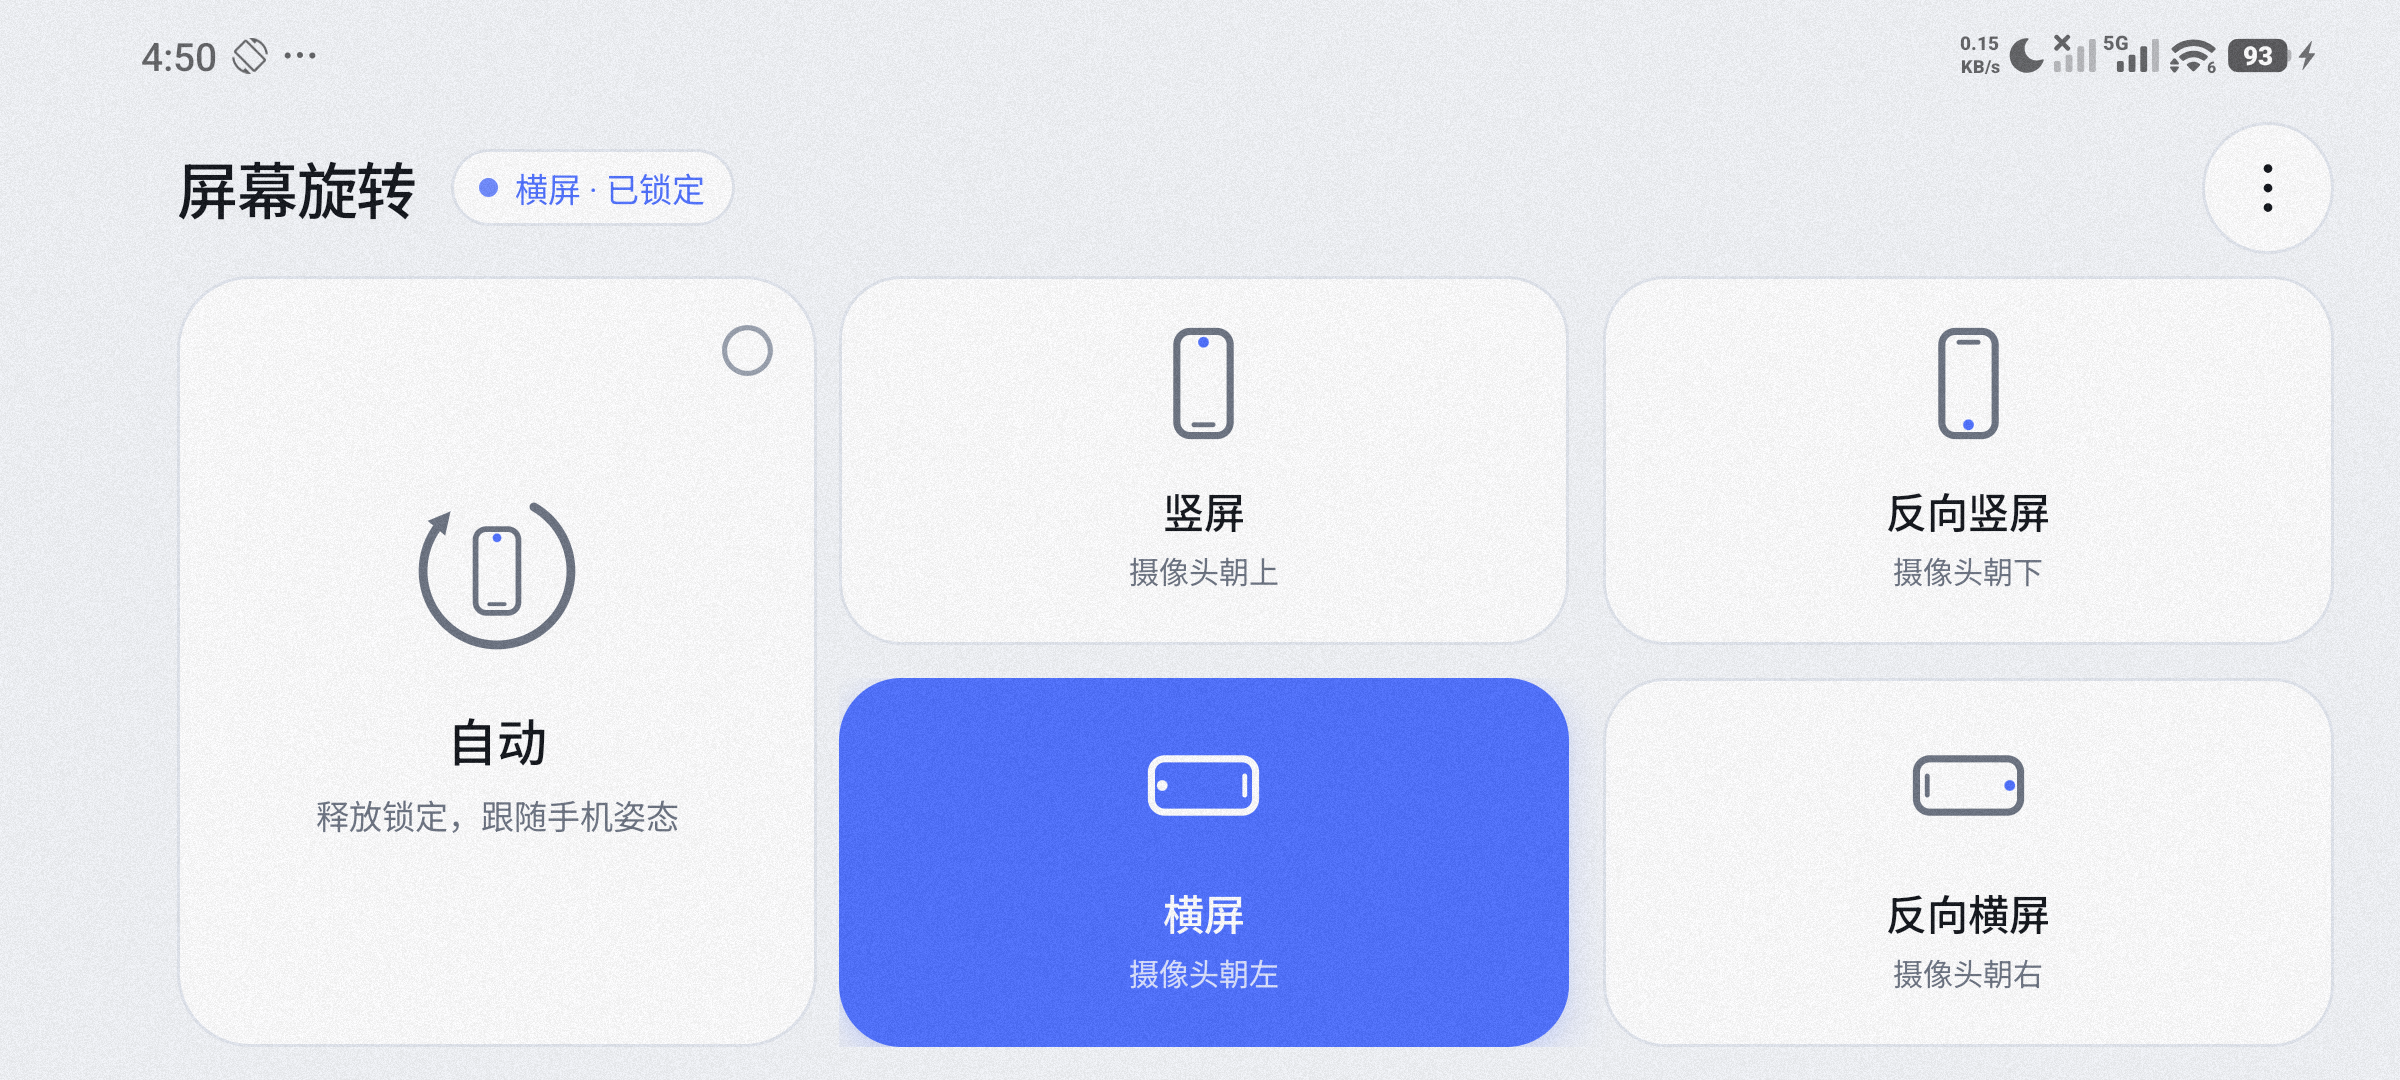 4:50
0.15
KB/s
5G
6
93
屏幕旋转
横屏 · 已锁定
自动
释放锁定，跟随手机姿态
竖屏
摄像头朝上
反向竖屏
摄像头朝下
横屏
摄像头朝左
反向横屏
摄像头朝右